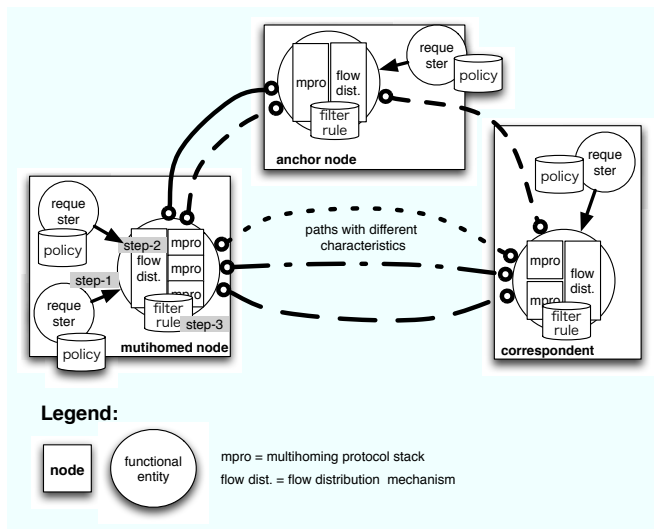 reque
ster
policy
mpro
flow
dist.
filter
rule
anchor node
reque
ster
policy
mpro
mpro
flow
dist.
filter
rule
correspondent
paths with different
characteristics
reque
ster
policy
step-2
flow
dist.
mpro
mpro
mpro
step-1
reque
ster
policy
filter
rule
step-3
mutihomed node
Legend:
node
functional
entity
mpro = multihoming protocol stack
flow dist. = flow distribution mechanism